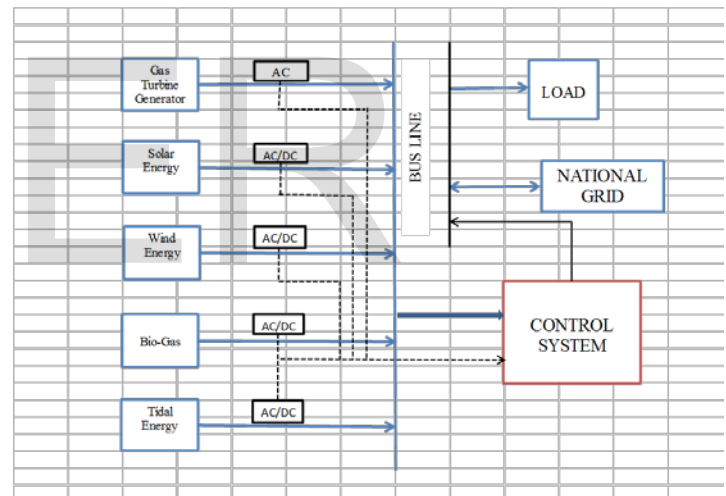 Gas
Turbine
Generator
AC
Solar
Energy
AC/DC
Wind
Energy
AC/DC
Bio-Gas
AC/DC
Tidal
Energy
AC/DC
BUS LINE
LOAD
NATIONAL
GRID
CONTROL
SYSTEM
ER